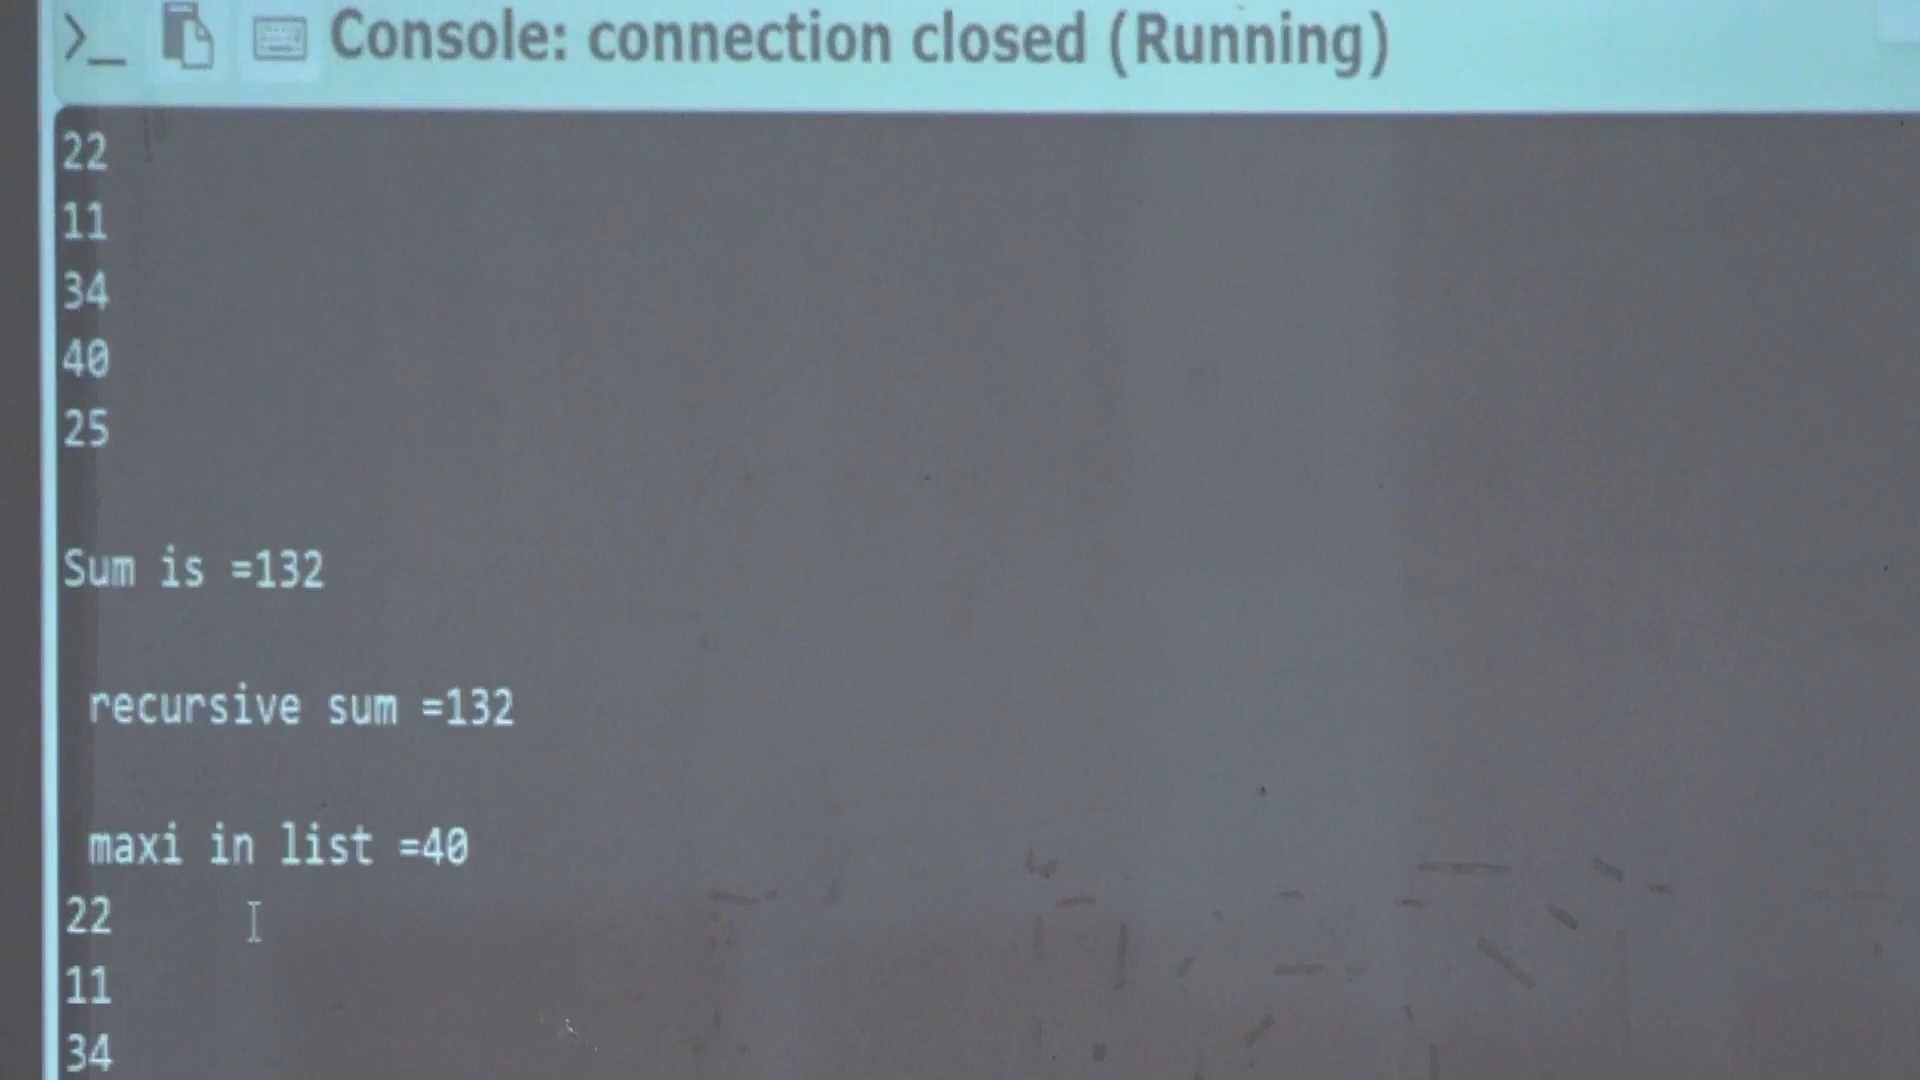 Console: connection closed (Running)
22
11
34
40
25
Sum is =132
recursive sum =132
maxi in list =40
22
11
34